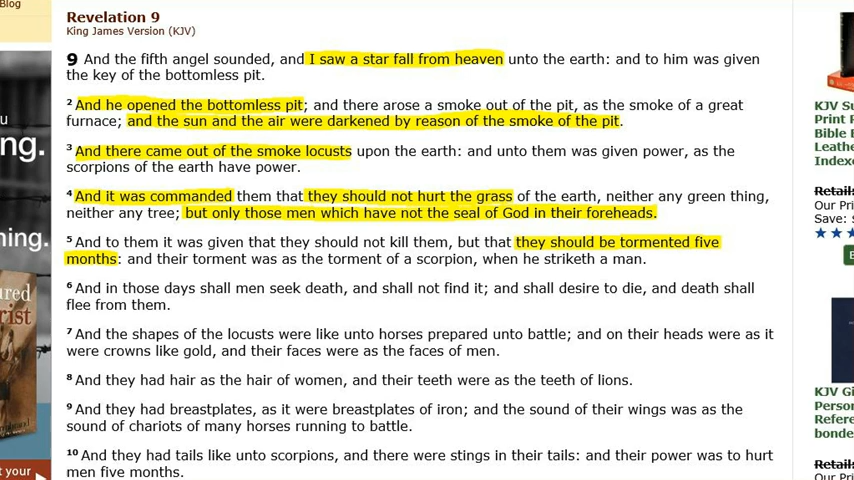 Blog
Revelation 9
King James Version (KJV)
9 And the fifth angel sounded, and I saw a star fall from heaven unto the earth: and to him was given
the key of the bottomless pit.
2 And he opened the bottomless pit; and there arose a smoke out of the pit, as the smoke of a great
furnace; and the sun and the air were darkened by reason of the smoke of the pit.
3 And there came out of the smoke locusts upon the earth: and unto them was given power, as the
scorpions of the earth have power.
4 And it was commanded them that they should not hurt the grass of the earth, neither any green thing,
neither any tree; but only those men which have not the seal of God in their foreheads.
5 And to them it was given that they should not kill them, but that they should be tormented five
months: and their torment was as the torment of a scorpion, when he striketh a man.
6 And in those days shall men seek death, and shall not find it; and shall desire to die, and death shall
flee from them.
7 And the shapes of the locusts were like unto horses prepared unto battle; and on their heads were as it
were crowns like gold, and their faces were as the faces of men.
8 And they had hair as the hair of women, and their teeth were as the teeth of lions.
9 And they had breastplates, as it were breastplates of iron; and the sound of their wings was as the
sound of chariots of many horses running to battle.
10 And they had tails like unto scorpions, and there were stings in their tails: and their power was to hurt
men five months.
u
ng.
ning.
ured
rist
t your
KJV Su
Print R
Bible
Leathe
Indexe
Retail:
Our Pri
Save:
KJV Gi
Person
Refere
bonde
Retail:
Our Pri